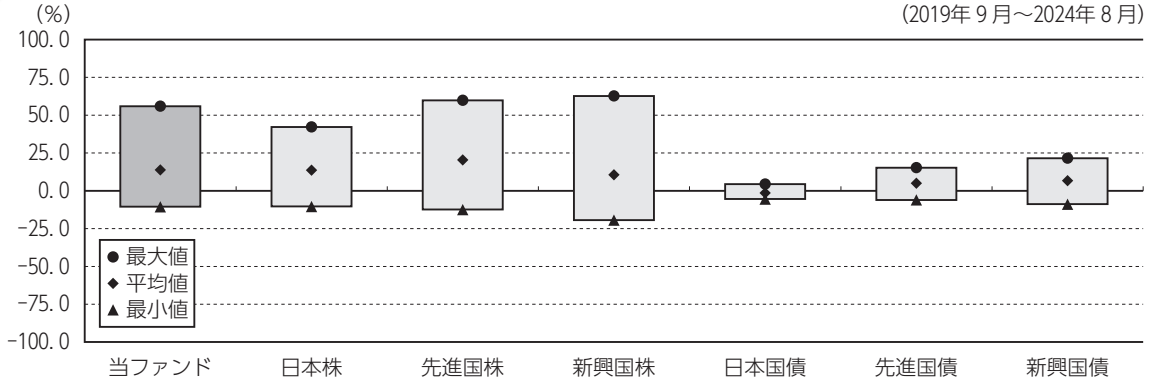 (%)
(2019年9月～2024年8月)
100.0
75.0
50.0
25.0
0.0
-25.0
-50.0
-75.0
-100.0
● 最大値
◆ 平均値
▲ 最小値
当ファンド 日本株 先進国株 新興国株 日本国債 先進国債 新興国債